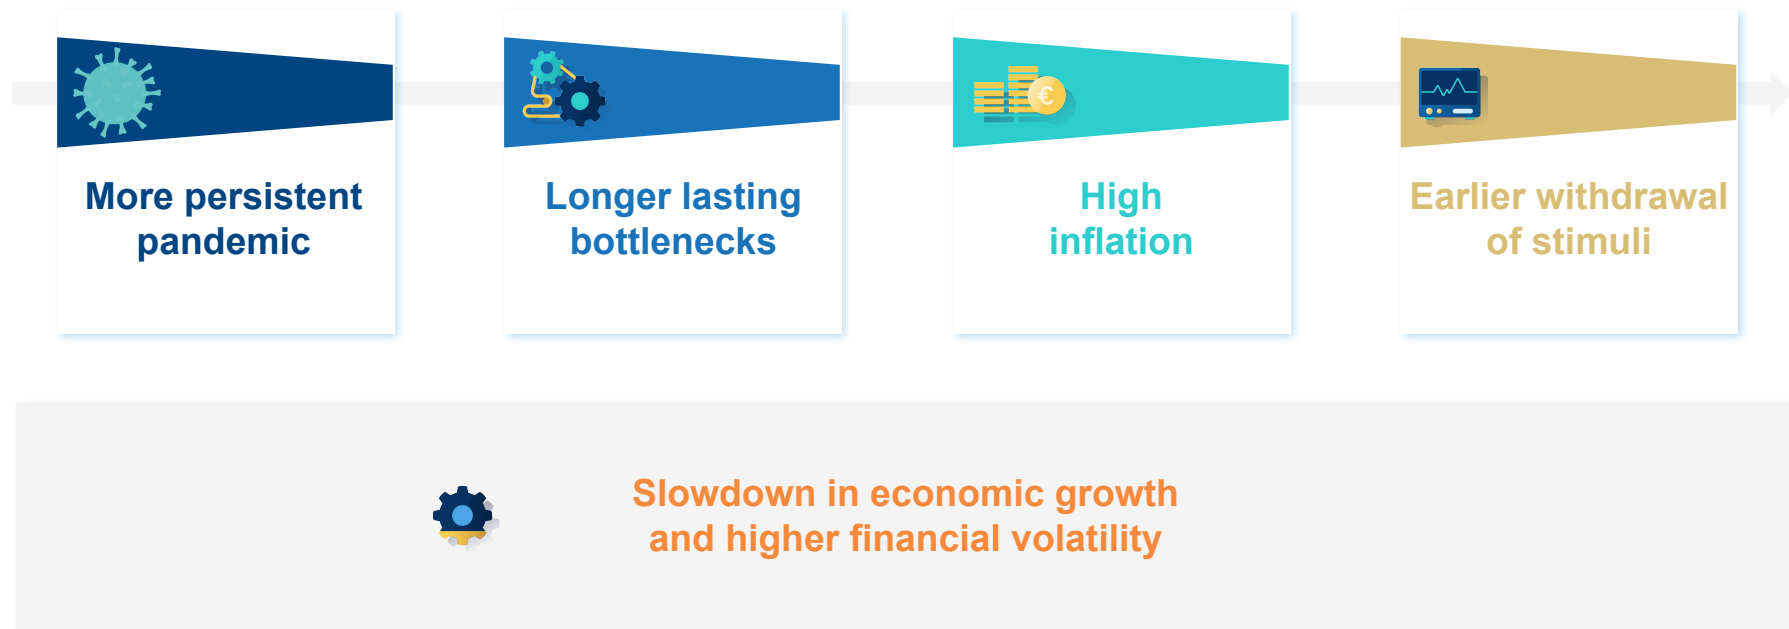 More persistent
pandemic
Longer lasting
bottlenecks
High
inflation
Earlier withdrawal
of stimuli
€
Slowdown in economic growth
and higher financial volatility